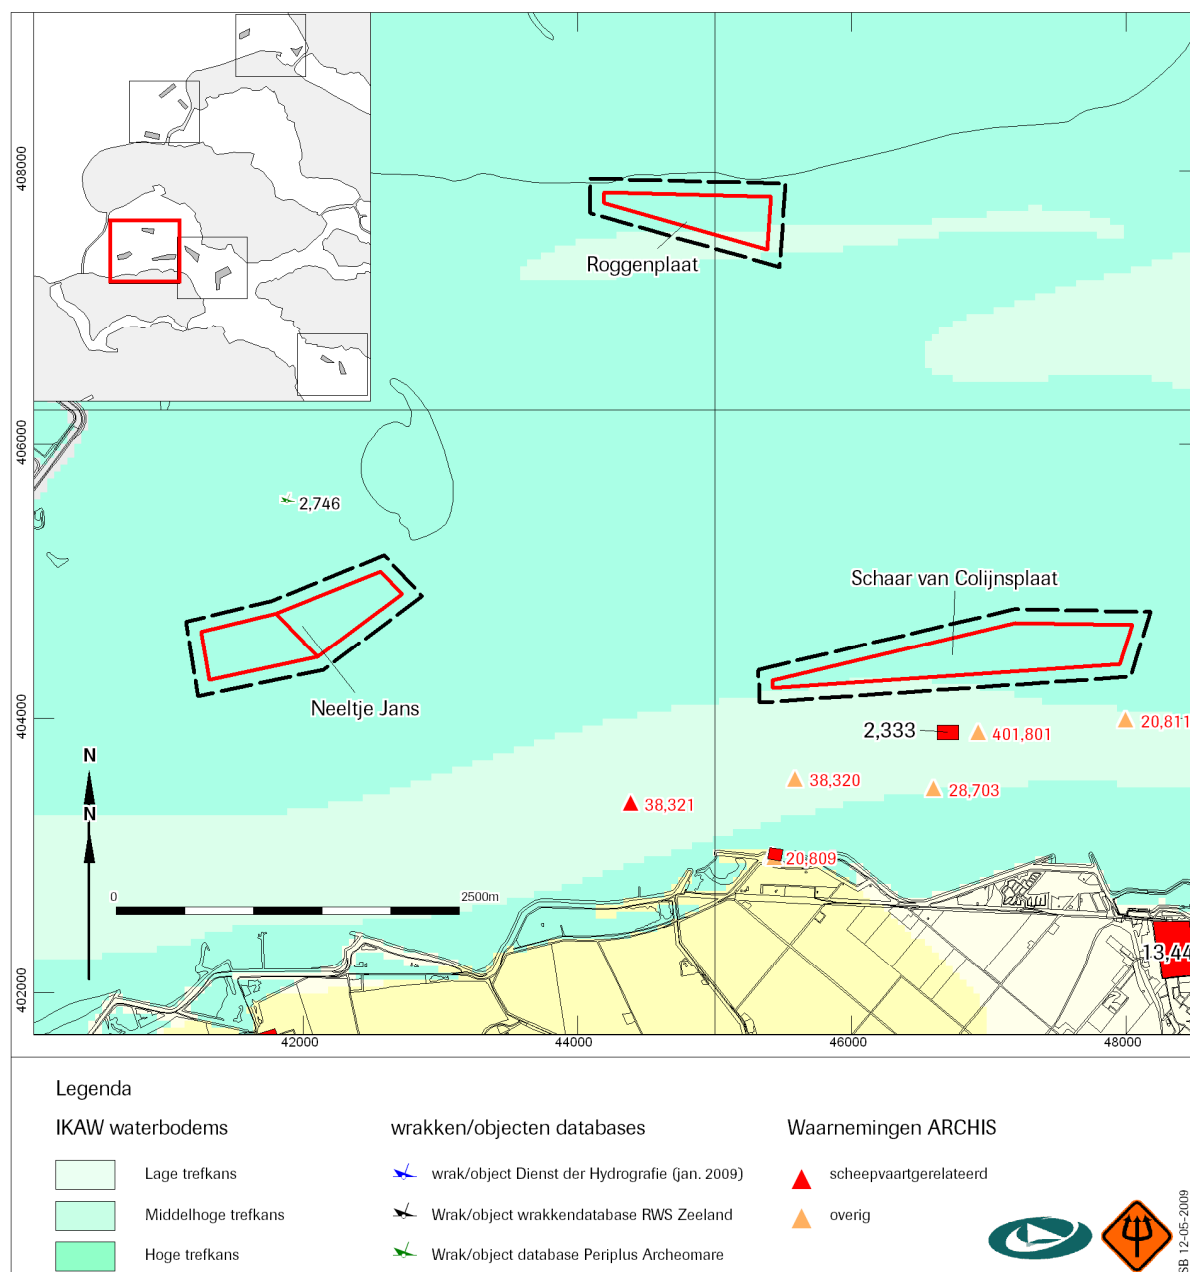 408000
406000
404000
402000
Roggenplaat
2,746
Schaar van Colijnsplaat
Neeltje Jans
20,811
2,333
401,801
38,320
28,703
38,321
20,809
13,44
N
N
0
2500m
42000
44000
46000
48000
Legenda
IKAW waterbodems
Lage trefkans
Middelhoge trefkans
Hoge trefkans
wrakken/objecten databases
wrak/object Dienst der Hydrografie (jan. 2009)
Wrak/object wrakkendatabase RWS Zeeland
Wrak/object database Periplus Archeomare
Waarnemingen ARCHIS
scheepvaartgerelateerd
overig
SB 12-05-2009